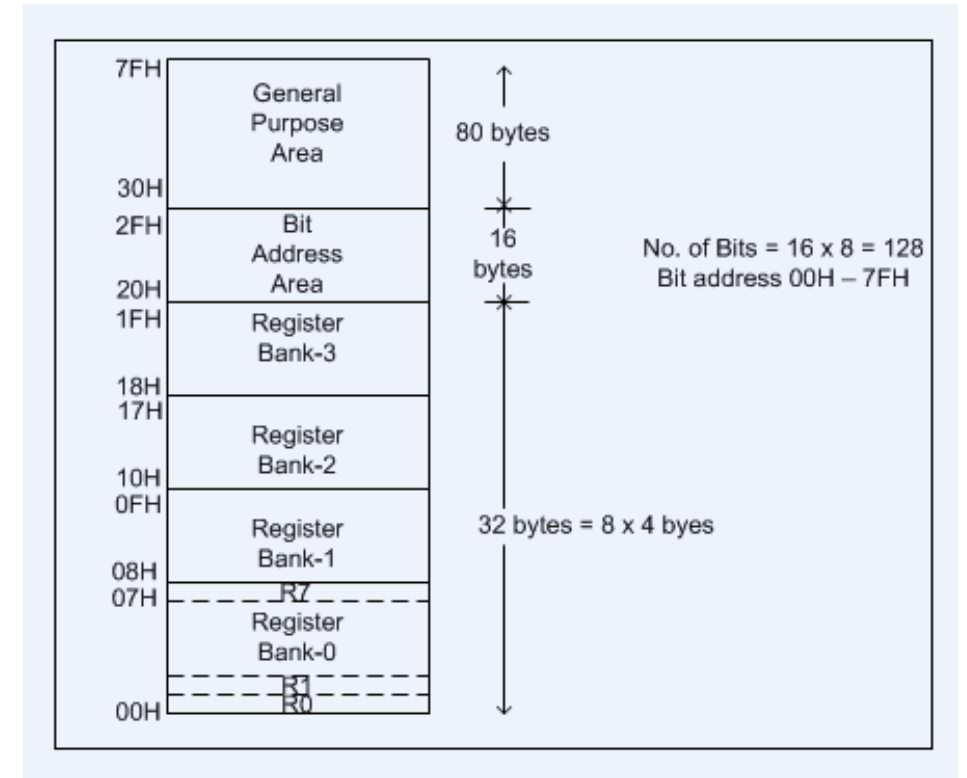 7FH
General
Purpose
Area
80 bytes
30H
2FH
Bit
Address
Area
16
bytes
No. of Bits = 16 x 8 = 128
Bit address 00H – 7FH
20H
1FH
Register
Bank-3
18H
17H
Register
Bank-2
10H
0FH
Register
Bank-1
32 bytes = 8 x 4 byes
08H
07H
R7
Register
Bank-0
R1
R0
00H